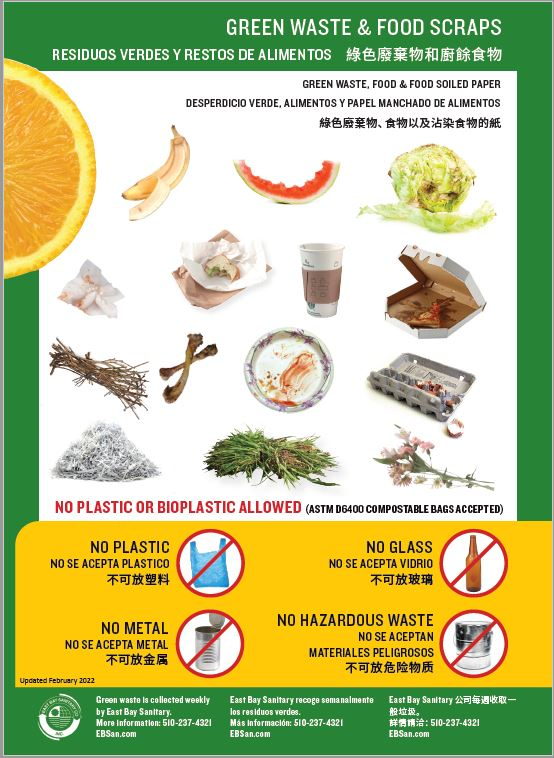 GREEN WASTE & FOOD SCRAPS
RESIDUOS VERDES Y RESTOS DE ALIMENTOS 綠色廢棄物和廚餘食物
GREEN WASTE, FOOD & FOOD SOILED PAPER
DESPERDICIO VERDE, ALIMENTOS Y PAPEL MANCHADO DE ALIMENTOS
綠色廢棄物、食物以及沾染食物的紙
NO PLASTIC OR BIOPLASTIC ALLOWED (ASTM D6400 COMPOSTABLE BAGS ACCEPTED)
NO PLASTIC
NO SE ACEPTA PLASTICO
不可放塑料
NO GLASS
NO SE ACEPTA VIDRIO
不可放玻璃
NO METAL
NO SE ACEPTA METAL
不可放金属
NO HAZARDOUS WASTE
NO SE ACEPTAN
MATERIALES PELIGROSOS
不可放危险物质
Updated February 2022
EAST BAY SANITARY CO.
INC.
Green waste is collected weekly
by East Bay Sanitary.
More information: 510-237-4321
EBSan.com
East Bay Sanitary recoge semanalmente
los residuos verdes.
Más información: 510-237-4321
EBSan.com
East Bay Sanitary 公司每週收取一
般垃圾。
詳情請洽: 510-237-4321
EBSan.com